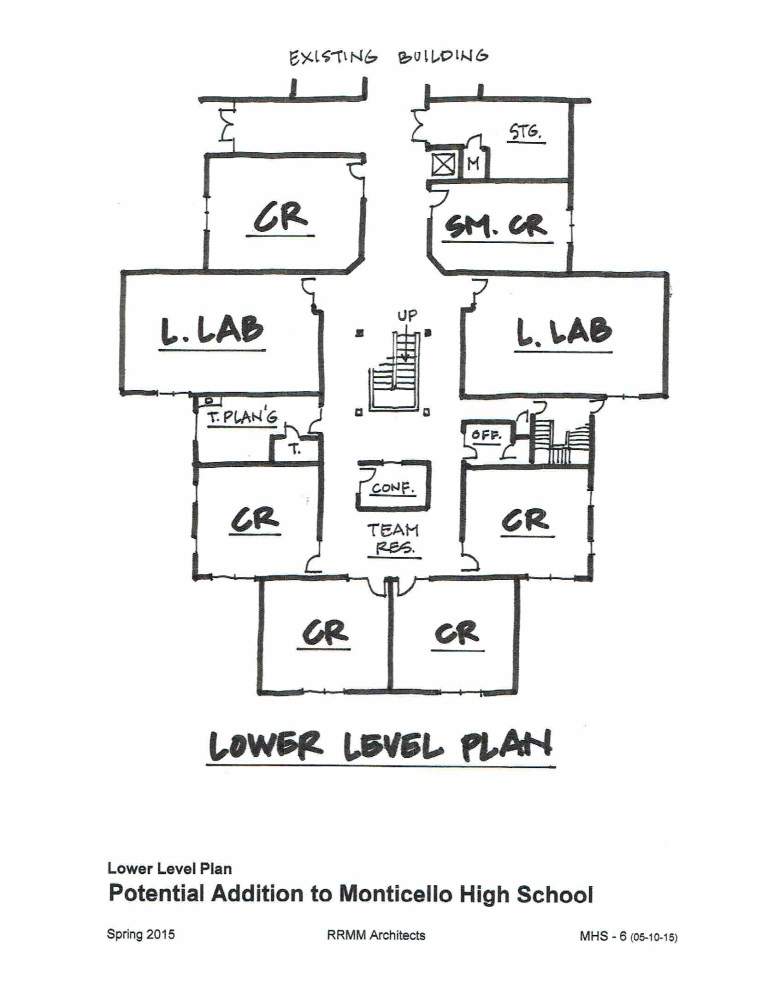 EXISTING BUILDING
STG.
M
CR
SM. CR
UP
L. LAB
L. LAB
T. PLAN'G
OFF.
T.
CONF.
CR
TEAM
RES.
CR
CR
CR
LOWER LEVEL PLAN
Lower Level Plan
Potential Addition to Monticello High School
Spring 2015
RRMM Architects
MHS - 6 (05-10-15)